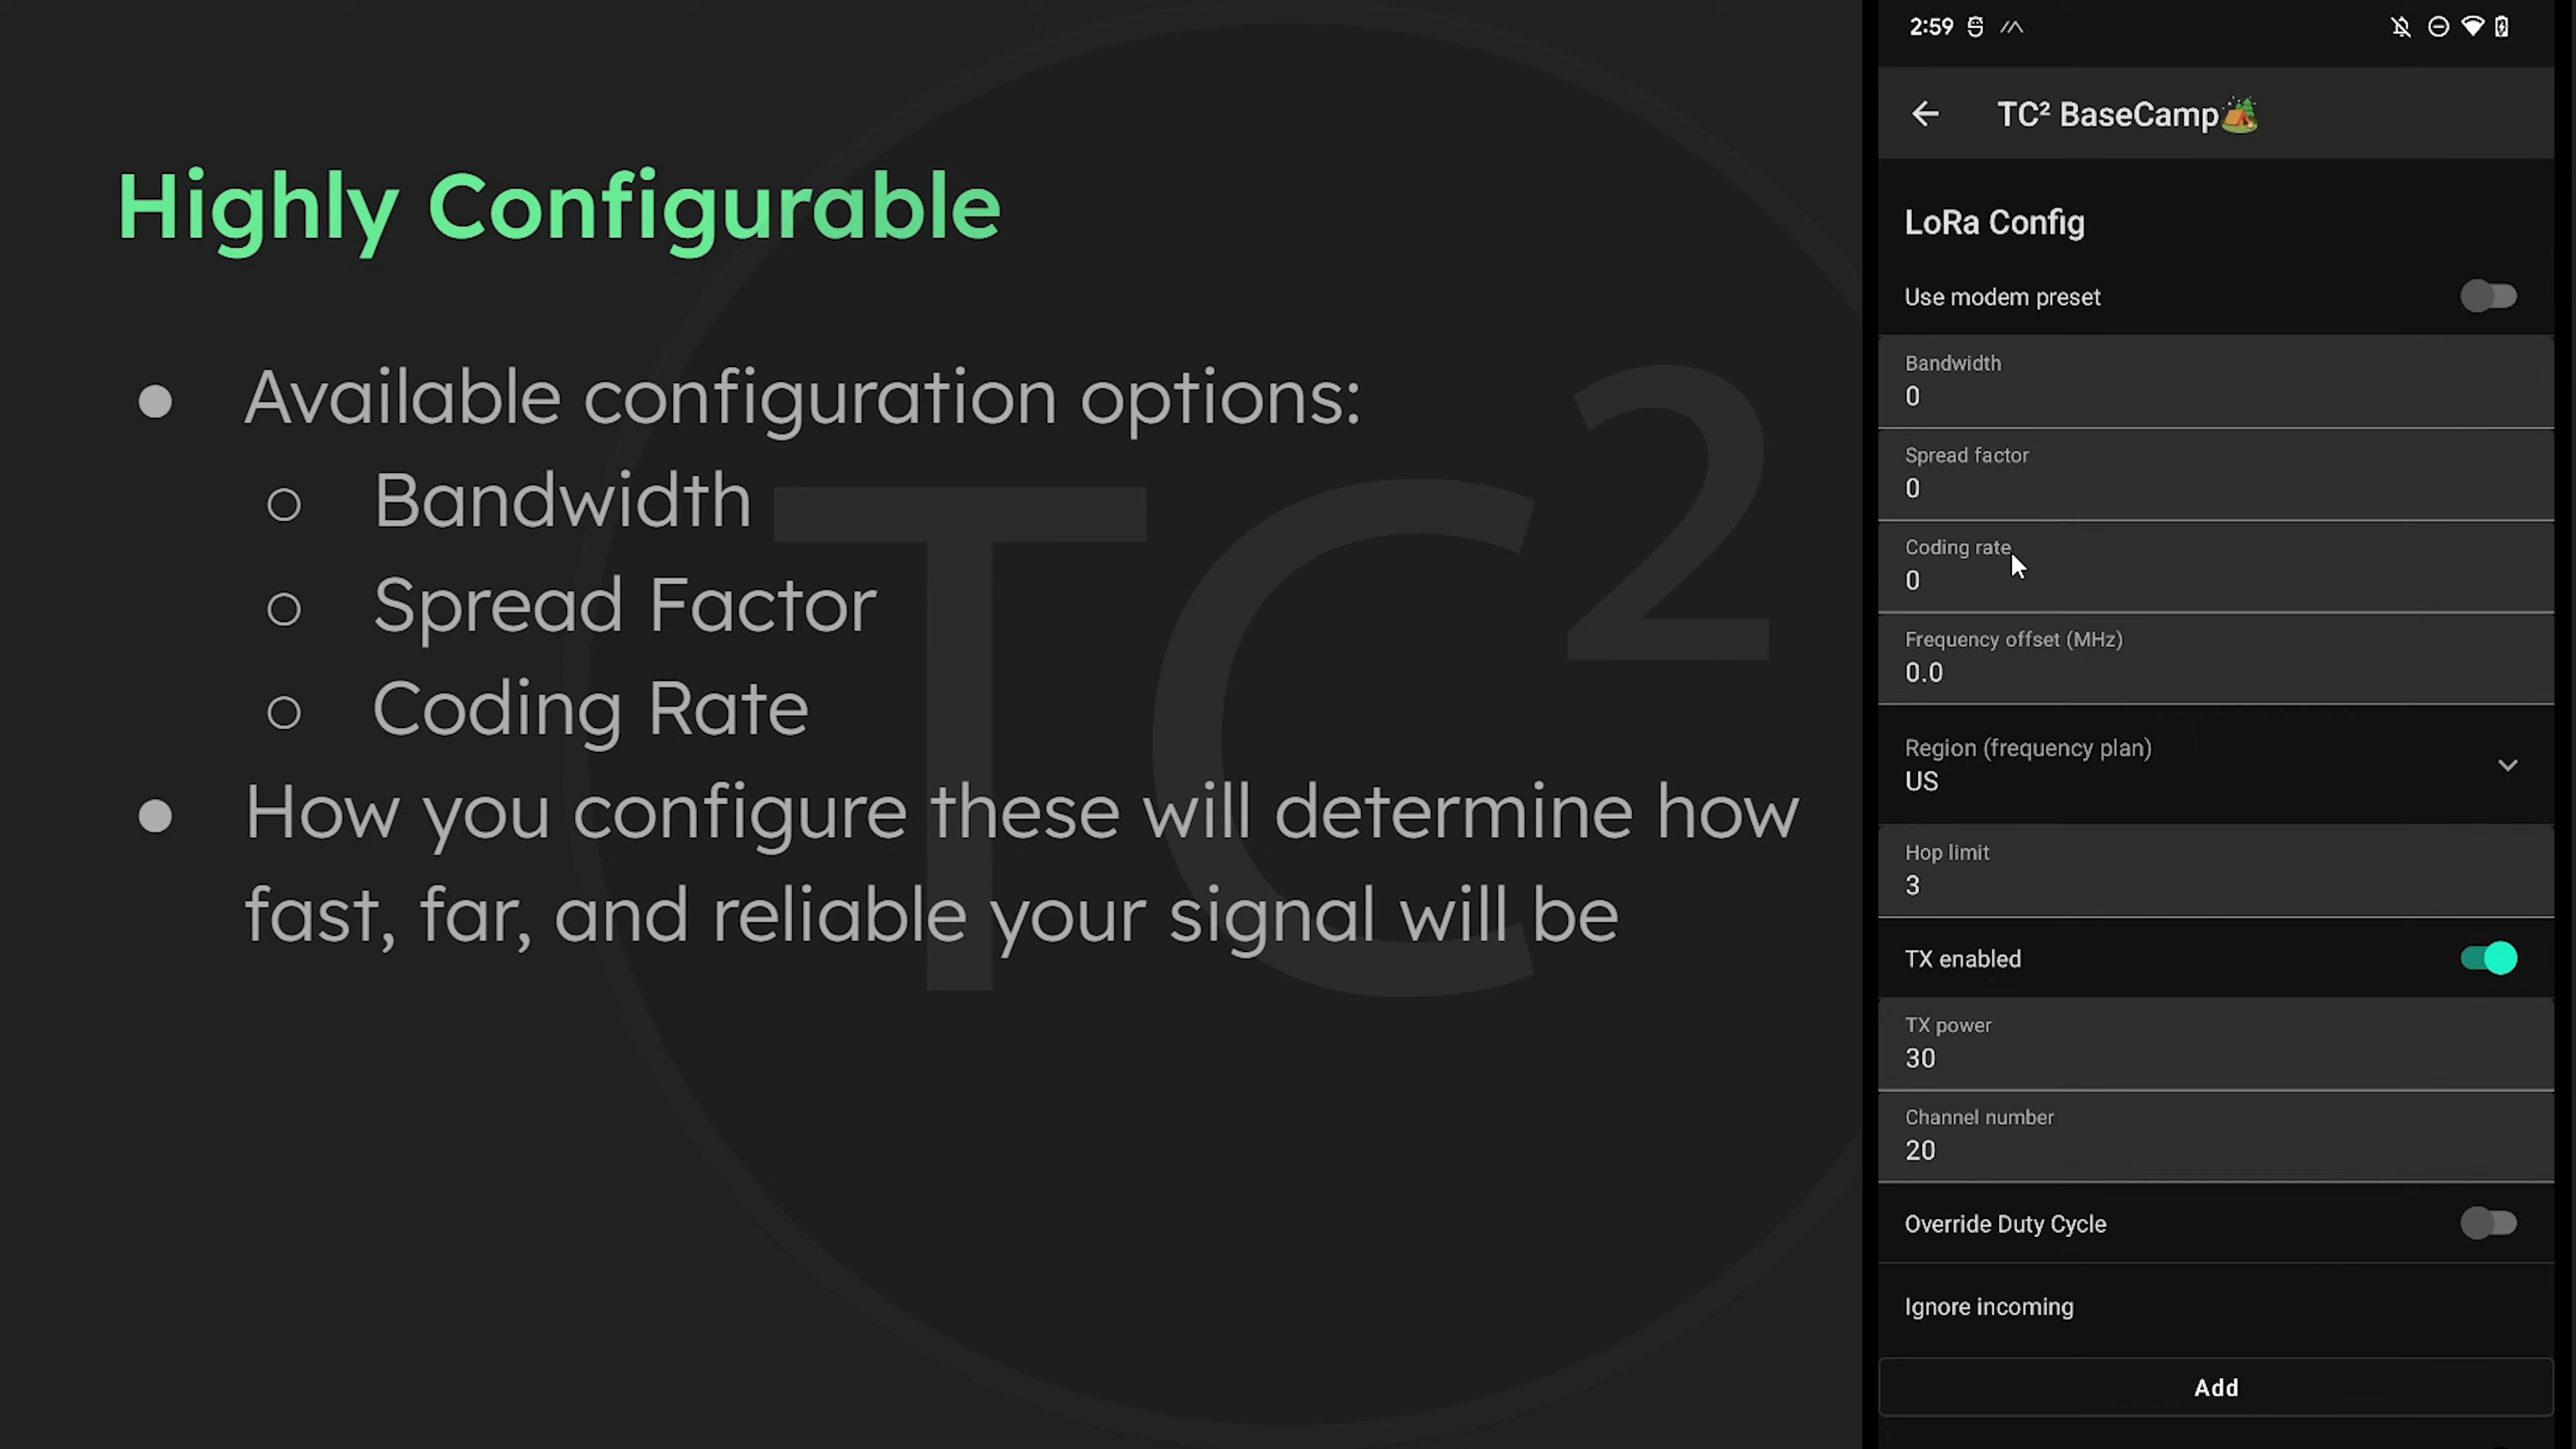 Highly Configurable
● Available configuration options:
○ Bandwidth
○ Spread Factor
○ Coding Rate
● How you configure these will determine how
fast, far, and reliable your signal will be
TC²
2:59
TC² BaseCamp🏕️
LoRa Config
Use modem preset
Bandwidth
0
Spread factor
0
Coding rate
0
Frequency offset (MHz)
0.0
Region (frequency plan)
US
Hop limit
3
TX enabled
TX power
30
Channel number
20
Override Duty Cycle
Ignore incoming
Add